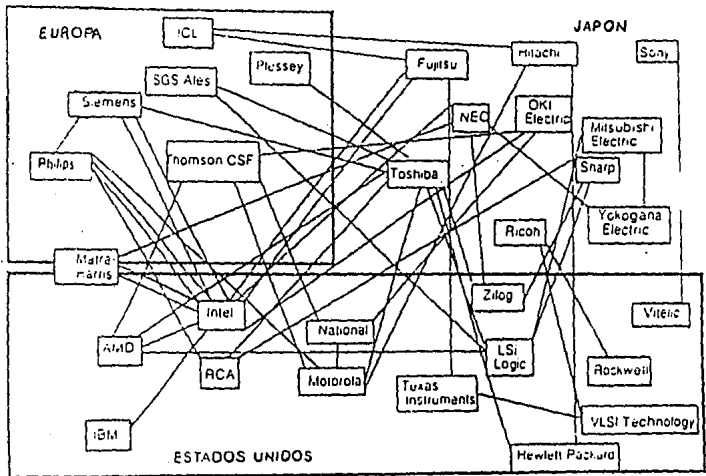 EUROPA
JAPON
ICL
Plessey
Fujitsu
Hitachi
Sony
SGS Ates
Siemens
NEC
OKI
Electric
Mitsubishi
Electric
Philips
Thomson CSF
Toshiba
Sharp
Ricoh
Yokogana
Electric
Matra-
Harris
Intel
Zilog
Vitelic
National
AMD
RCA
Motorola
LSI
Logic
Rockwell
Tuxas
Instruments
VLSI Technology
IBM
ESTADOS UNIDOS
Hewlett Packard